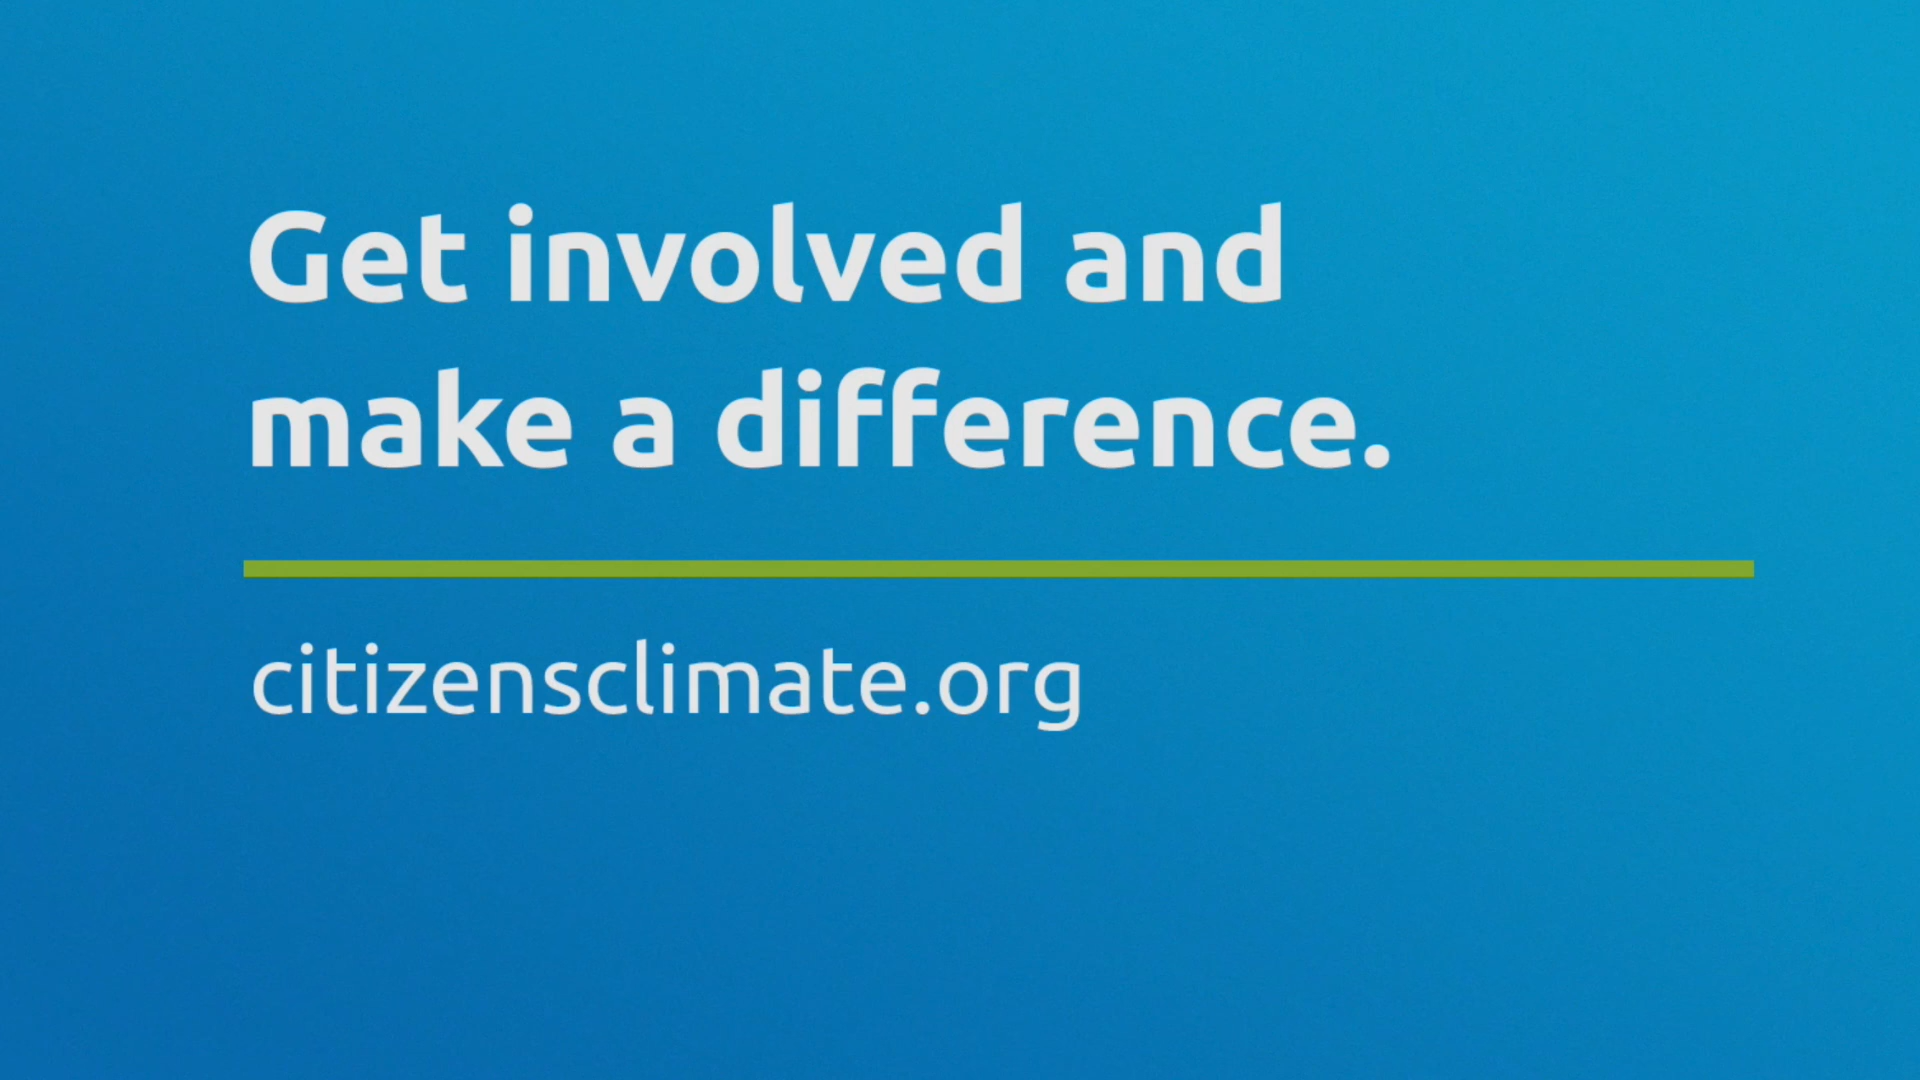 Get involved and
make a difference.
citizensclimate.org